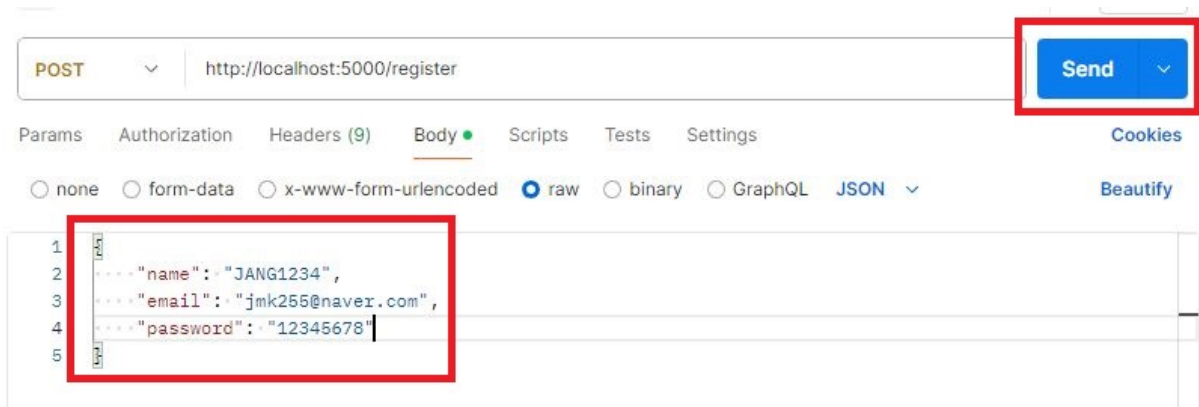 POST http://localhost:5000/register Send
Params Authorization Headers (9) Body Scripts Tests Settings Cookies
none form-data x-www-form-urlencoded raw binary GraphQL JSON Beautify
1 {
2 "name": "JANG1234",
3 "email": "jmk255@naver.com",
4 "password": "12345678"
5 }